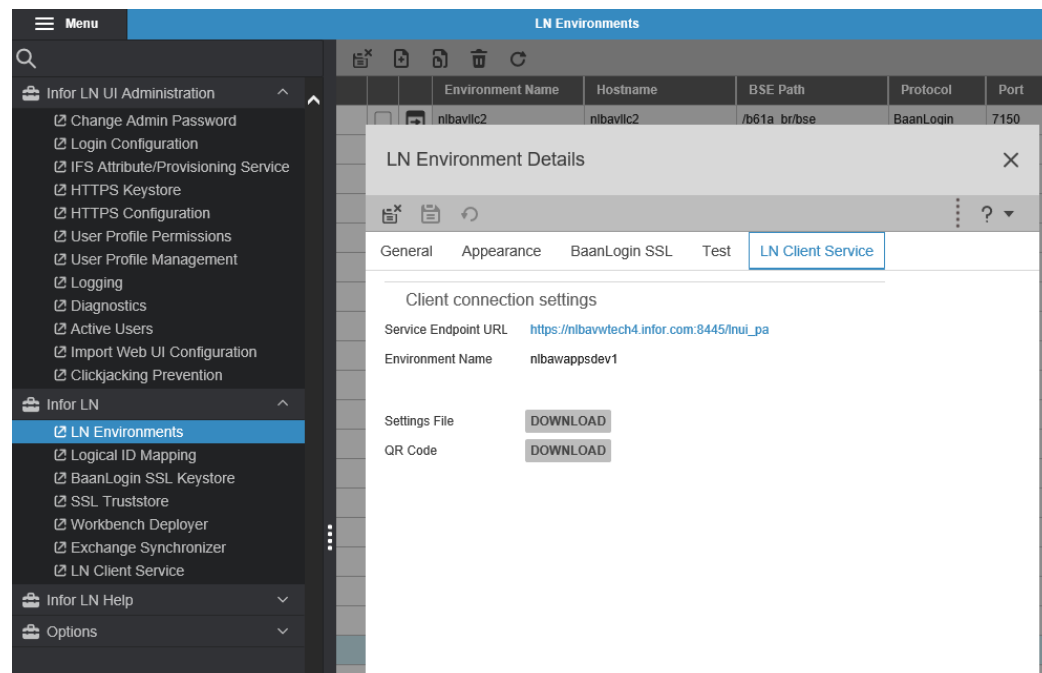 Menu
LN Environments
Infor LN UI Administration
Change Admin Password
Login Configuration
IFS Attribute/Provisioning Service
HTTPS Keystore
HTTPS Configuration
User Profile Permissions
User Profile Management
Logging
Diagnostics
Active Users
Import Web UI Configuration
Clickjacking Prevention
Infor LN
LN Environments
Logical ID Mapping
BaanLogin SSL Keystore
SSL Truststore
Workbench Deployer
Exchange Synchronizer
LN Client Service
Infor LN Help
Options
Environment Name Hostname BSE Path Protocol Port
nlbavllc2 nlbavllc2 /b61a_br/bse BaanLogin 7150
LN Environment Details
?
General Appearance BaanLogin SSL Test LN Client Service
Client connection settings
Service Endpoint URL https://nlbavwtech4.infor.com:8445/lnui_pa
Environment Name nlbawappsdev1
Settings File DOWNLOAD
QR Code DOWNLOAD